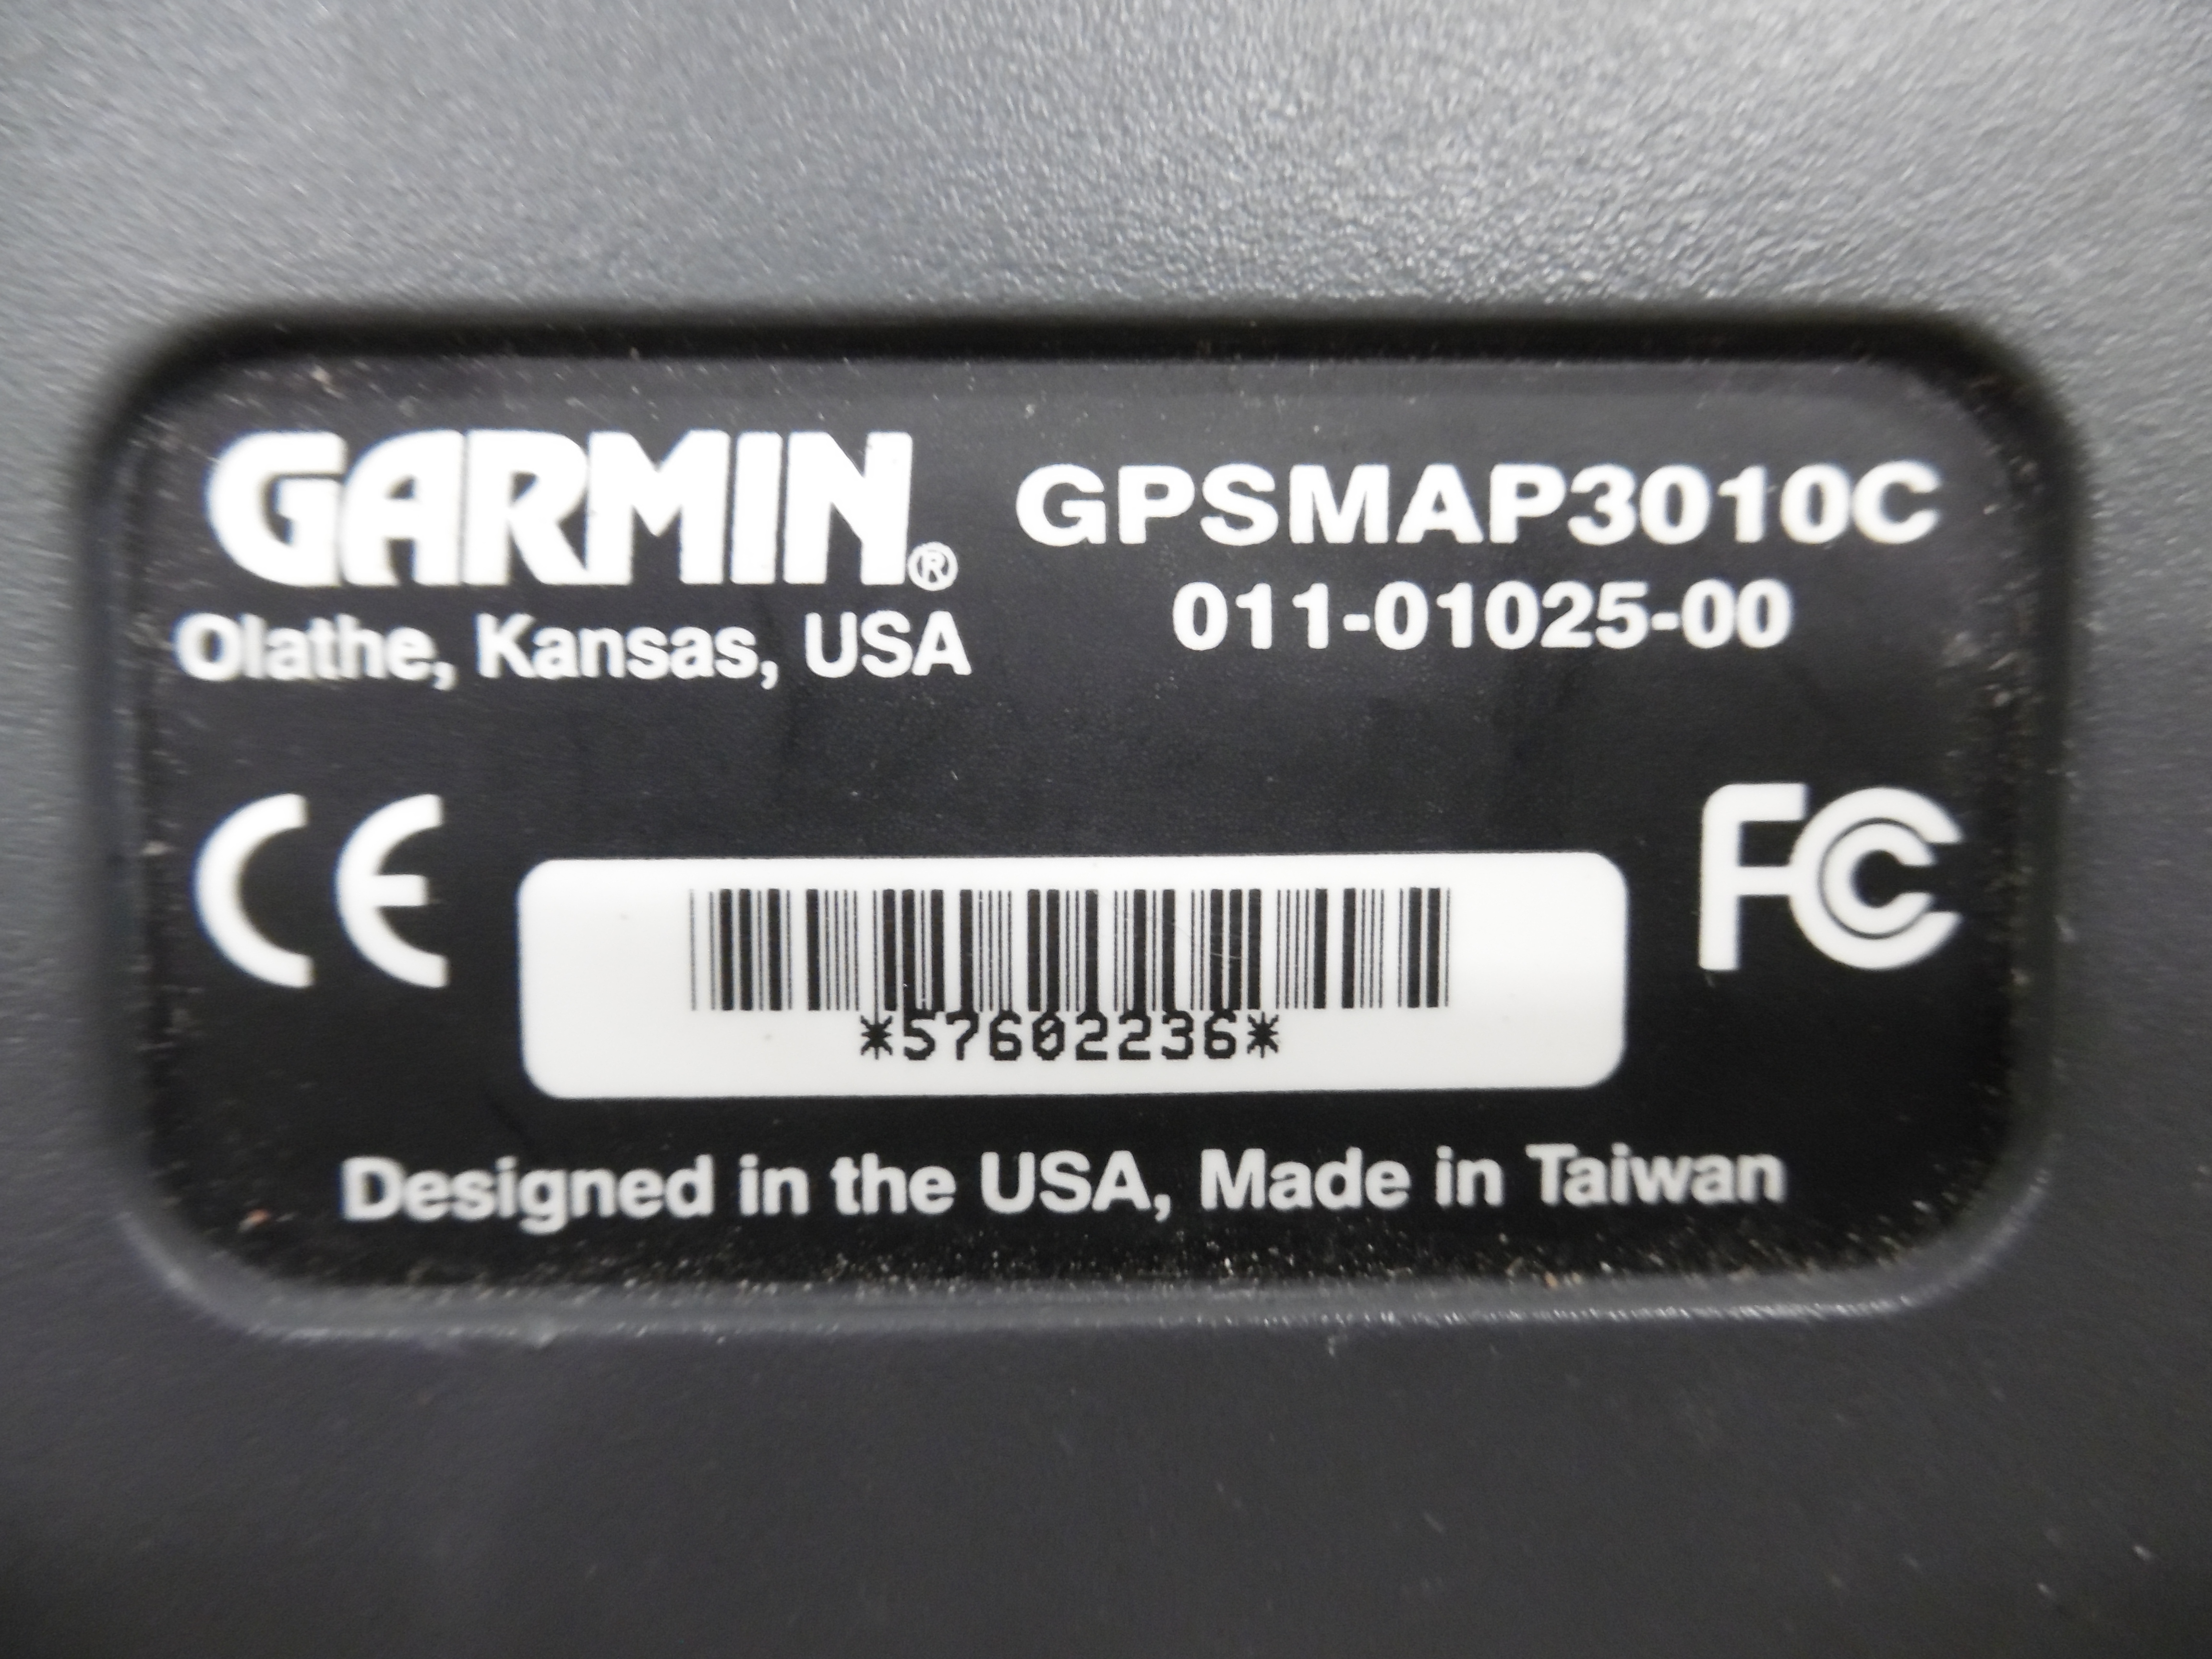 GARMIN®
GPSMAP3010C
Olathe, Kansas, USA
011-01025-00
CE
FC
*57602236*
Designed in the USA, Made in Taiwan